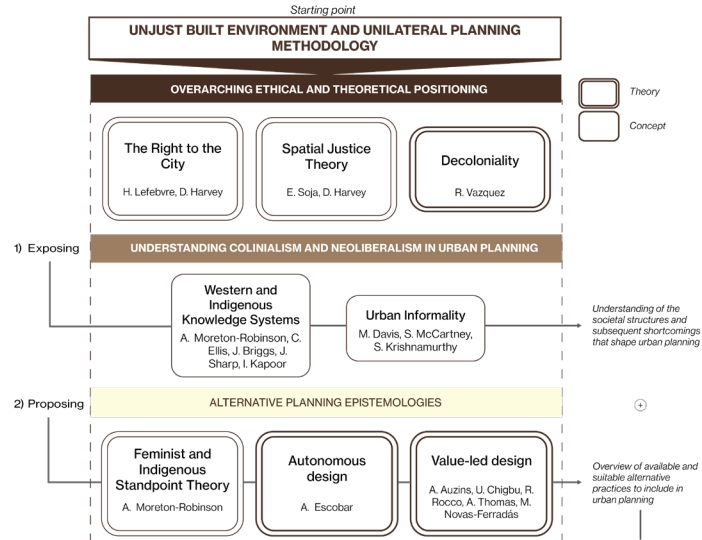 Starting point
UNJUST BUILT ENVIRONMENT AND UNILATERAL PLANNING
METHODOLOGY
OVERARCHING ETHICAL AND THEORETICAL POSITIONING
Theory
Concept
The Right to the
City
H. Lefebvre, D. Harvey
Spatial Justice
Theory
E. Soja, D. Harvey
Decoloniality
R. Vazquez
1) Exposing
UNDERSTANDING COLINIALISM AND NEOLIBERALISM IN URBAN PLANNING
Western and
Indigenous
Knowledge Systems
A. Moreton-Robinson, C.
Ellis, J. Briggs, J.
Sharp, I. Kapoor
Urban Informality
M. Davis, S. McCartney,
S. Krishnamurthy
Understanding of the
societal structures and
subsequent shortcomings
that shape urban planning
2) Proposing
ALTERNATIVE PLANNING EPISTEMOLOGIES
+
Feminist and
Indigenous
Standpoint Theory
A. Moreton-Robinson
Autonomous
design
A. Escobar
Value-led design
A. Auzins, U. Chigbu, R.
Rocco, A. Thomas, M.
Novas-Ferradás
Overview of available and
suitable alternative
practices to include in
urban planning